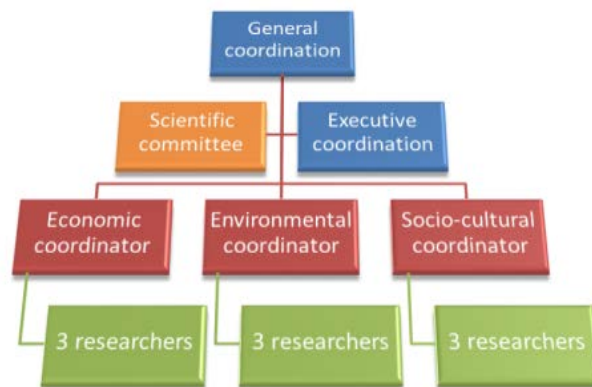 General
coordination
Scientific
committee
Executive
coordination
Economic
coordinator
Environmental
coordinator
Socio-cultural
coordinator
3 researchers
3 researchers
3 researchers